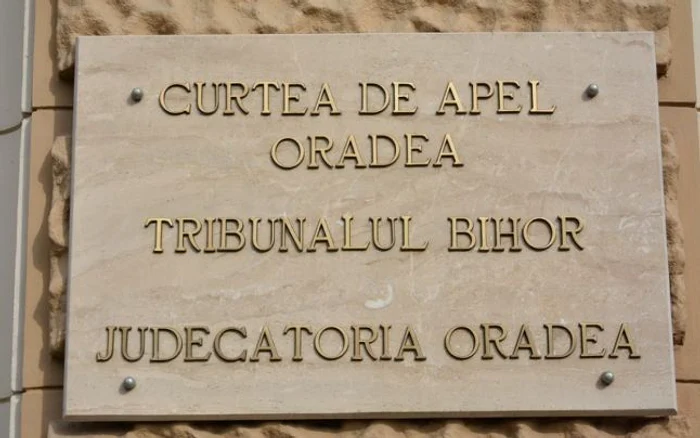 CURTEA DE APEL
ORADEA
TRIBUNALUL BIHOR
JUDECATORIA ORADEA